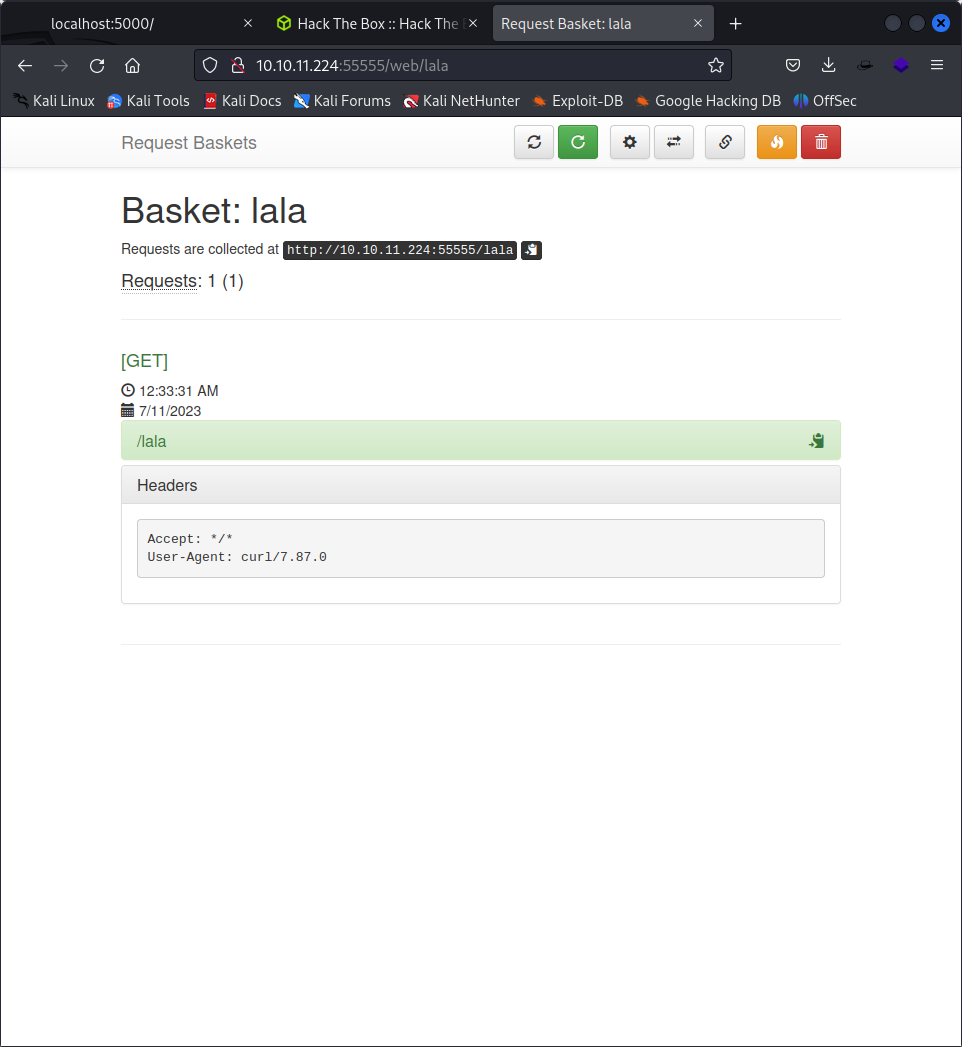 localhost:5000/ Hack The Box :: Hack The Request Basket: lala
10.10.11.224:55555/web/lala
Kali Linux Kali Tools Kali Docs Kali Forums Kali NetHunter Exploit-DB Google Hacking DB OffSec
Request Baskets
Basket: lala
Requests are collected at http://10.10.11.224:55555/lala
Requests: 1 (1)
[GET]
12:33:31 AM
7/11/2023
/lala
Headers
Accept: */*
User-Agent: curl/7.87.0